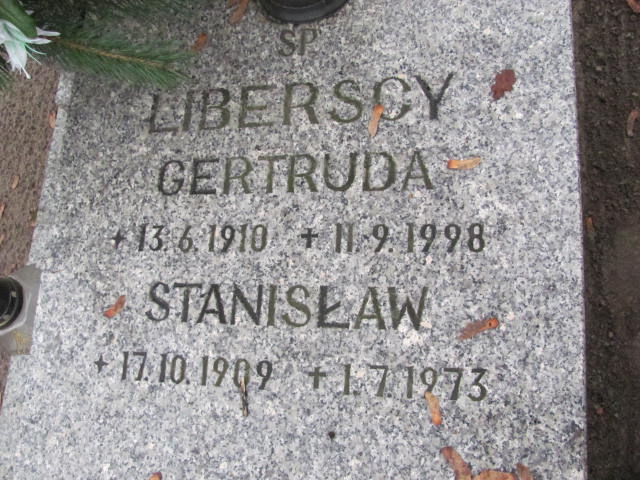 SP
LIBERSCY
GERTRUDA
* 13.6.1910 + 11.9.1998
STANISŁAW
* 17.10.1909 + 1.7.1973